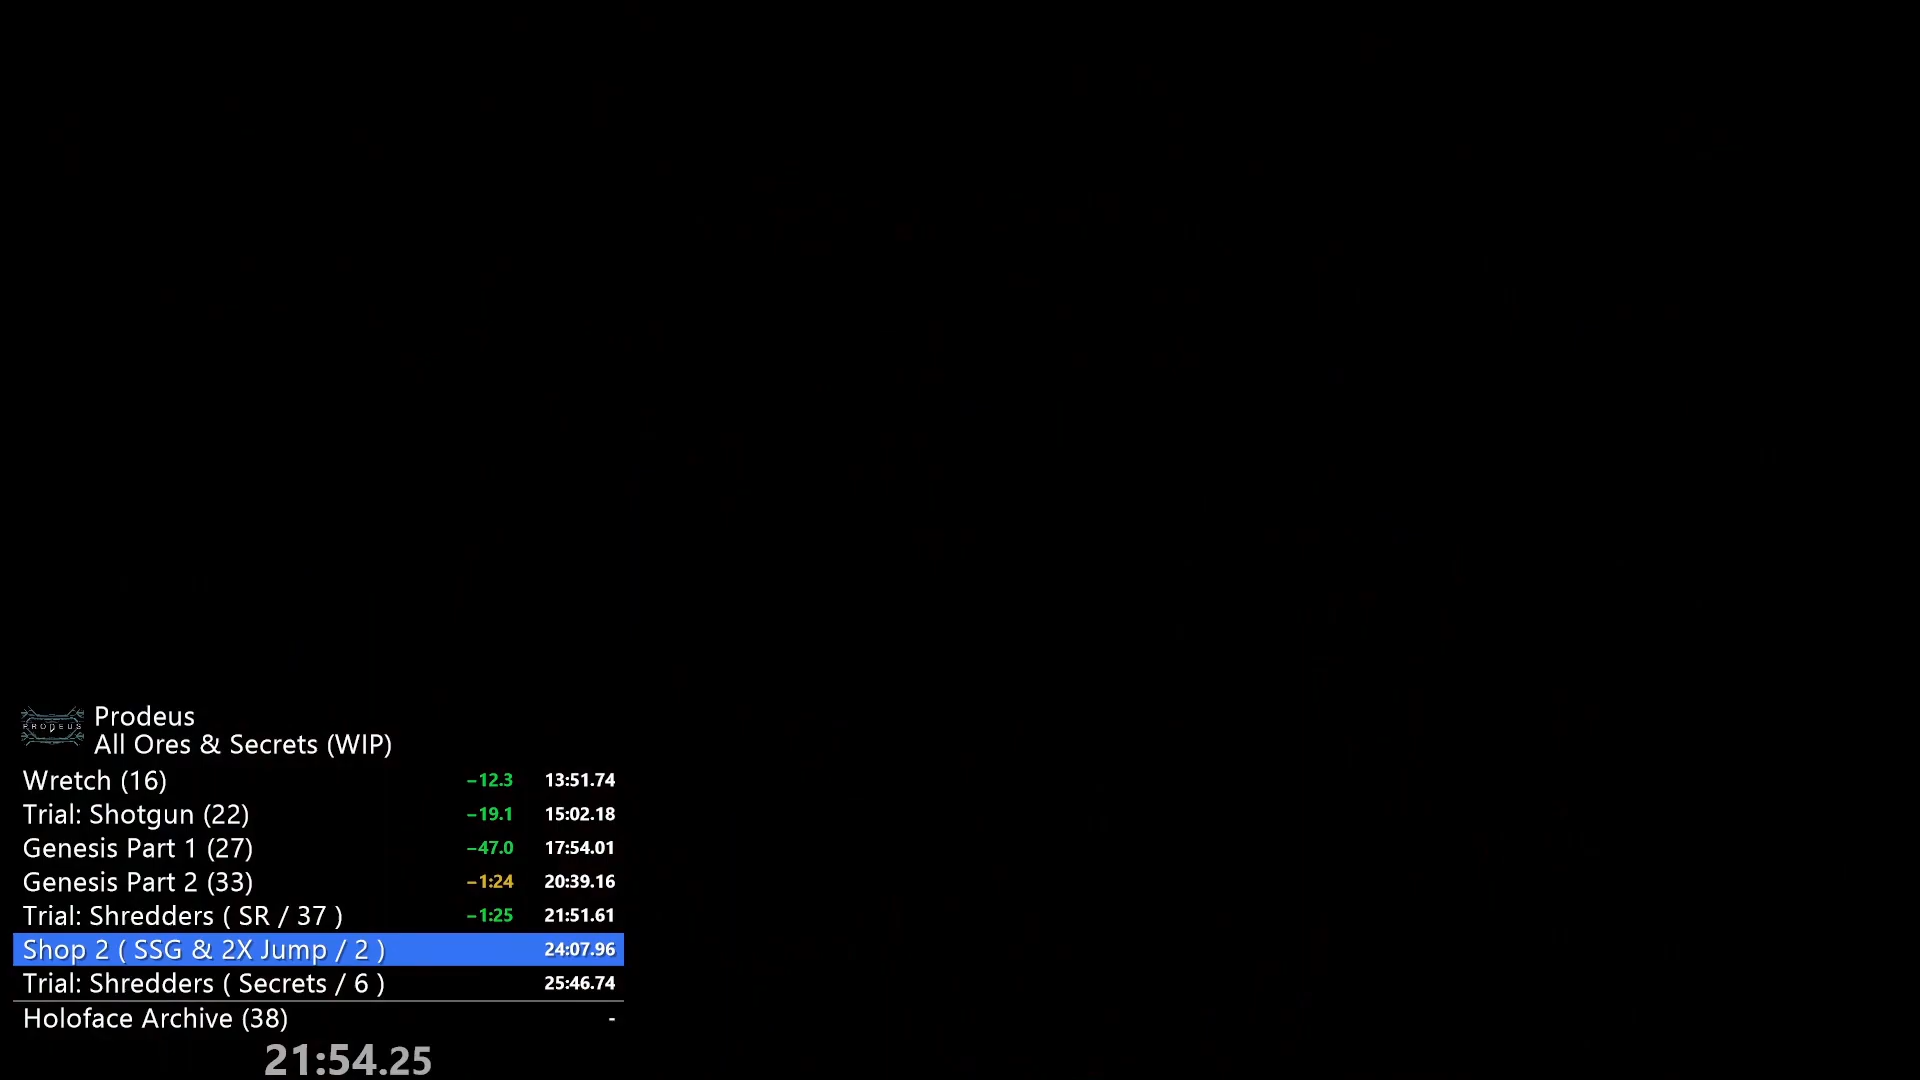 PRODEUS
Prodeus
All Ores & Secrets (WIP)
Wretch (16) −12.3 13:51.74
Trial: Shotgun (22) −19.1 15:02.18
Genesis Part 1 (27) −47.0 17:54.01
Genesis Part 2 (33) −1:24 20:39.16
Trial: Shredders ( SR / 37 ) −1:25 21:51.61
Shop 2 ( SSG & 2X Jump / 2 ) 24:07.96
Trial: Shredders ( Secrets / 6 ) 25:46.74
Holoface Archive (38) -
21:54.25